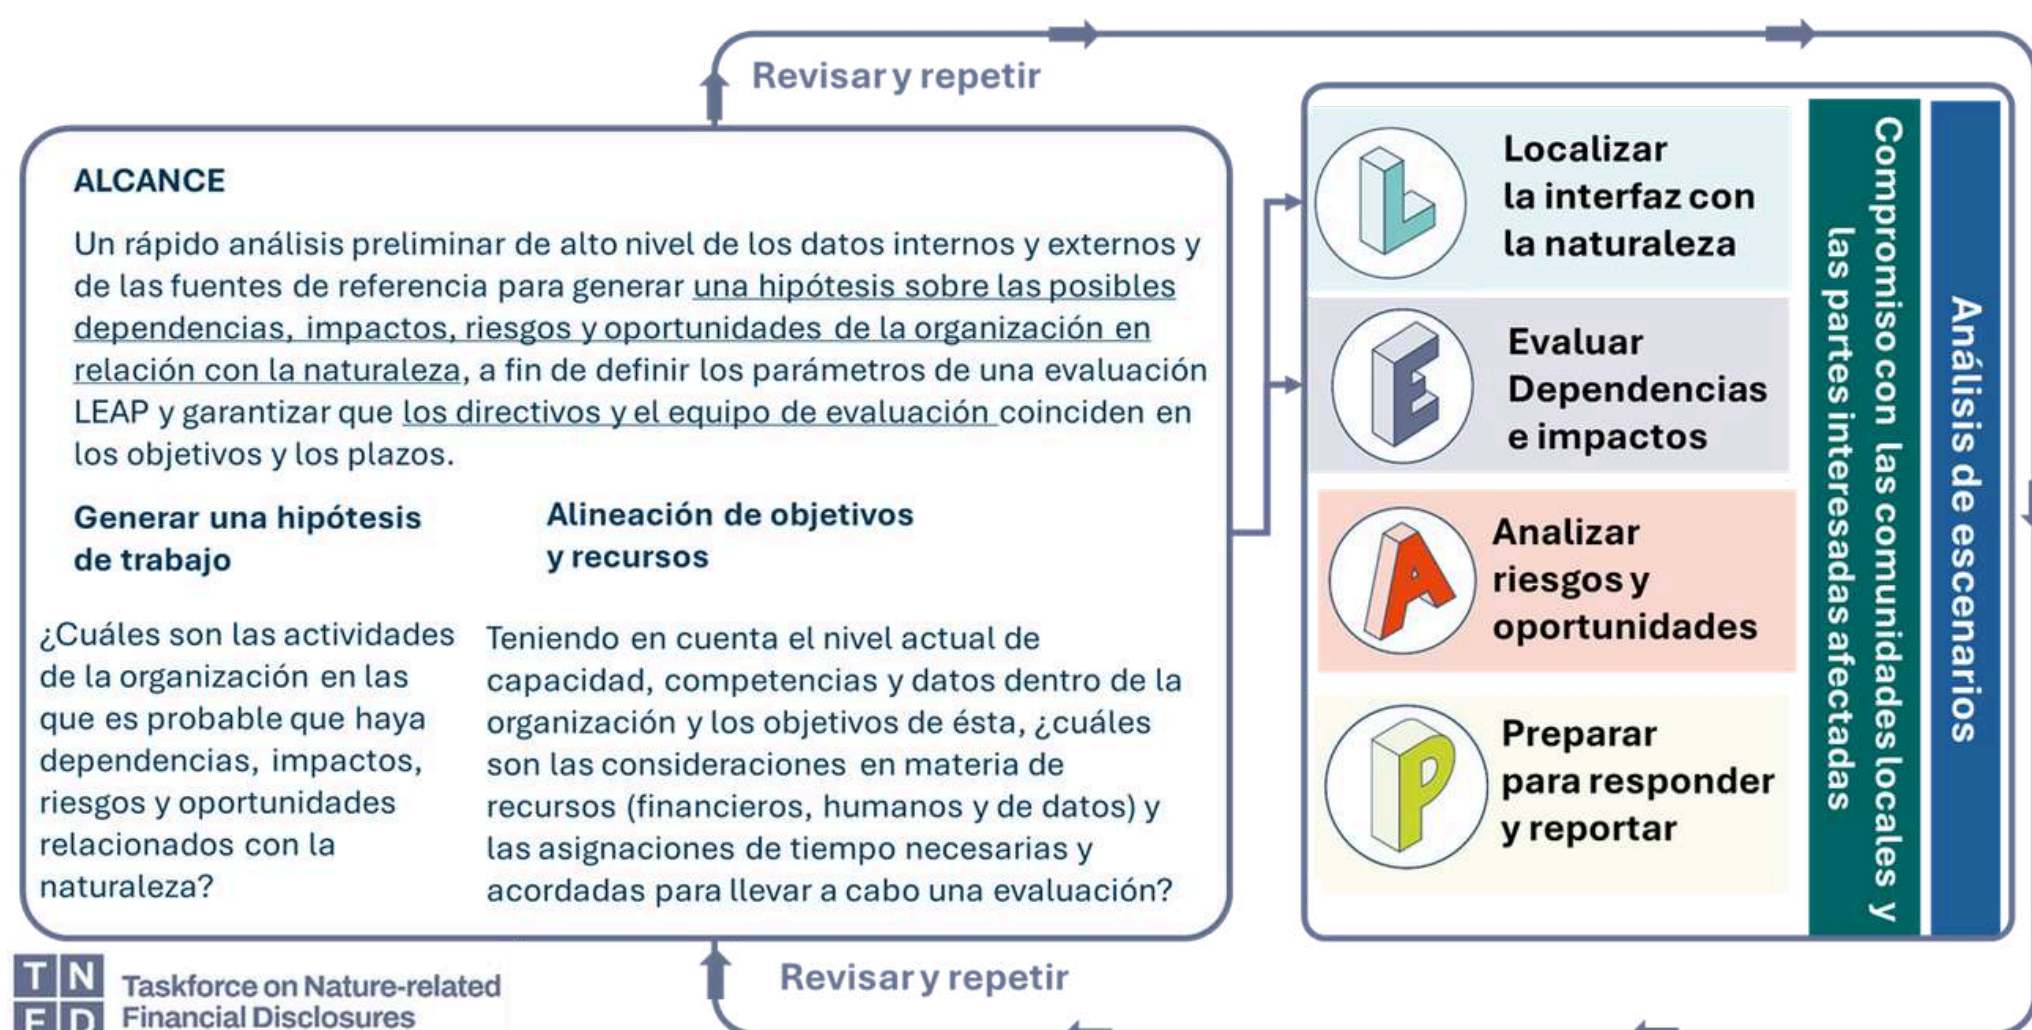 Revisar y repetir
ALCANCE
Un rápido análisis preliminar de alto nivel de los datos internos y externos y
de las fuentes de referencia para generar una hipótesis sobre las posibles
dependencias, impactos, riesgos y oportunidades de la organización en
relación con la naturaleza, a fin de definir los parámetros de una evaluación
LEAP y garantizar que los directivos y el equipo de evaluación coinciden en
los objetivos y los plazos.
Generar una hipótesis
de trabajo
¿Cuáles son las actividades
de la organización en las
que es probable que haya
dependencias, impactos,
riesgos y oportunidades
relacionados con la
naturaleza?
Alineación de objetivos
y recursos
Teniendo en cuenta el nivel actual de
capacidad, competencias y datos dentro de la
organización y los objetivos de ésta, ¿cuáles
son las consideraciones en materia de
recursos (financieros, humanos y de datos) y
las asignaciones de tiempo necesarias y
acordadas para llevar a cabo una evaluación?
L
Localizar
la interfaz con
la naturaleza
E
Evaluar
Dependencias
e impactos
A
Analizar
riesgos y
oportunidades
P
Preparar
para responder
y reportar
Compromiso con las comunidades locales y
las partes interesadas afectadas
Análisis de escenarios
Revisar y repetir
T N
F D
Taskforce on Nature-related
Financial Disclosures